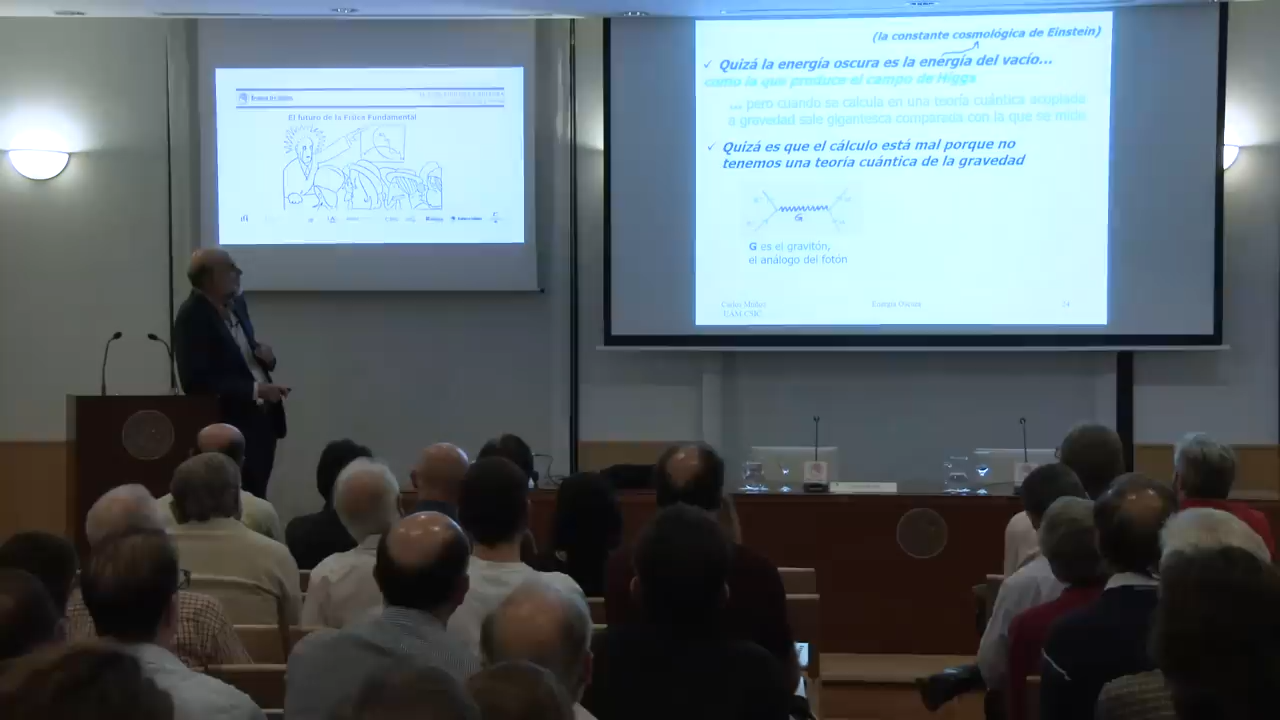 El futuro de la Física Fundamental
(la constante cosmológica de Einstein)
✓ Quizá la energía oscura es la energía del vacío...
como la que produce el campo de Higgs
... pero cuando se calcula en una teoría cuántica acoplada
a gravedad sale gigantesca comparada con la que se mide
✓ Quizá es que el cálculo está mal porque no
tenemos una teoría cuántica de la gravedad
G
G es el gravitón,
el análogo del fotón
Carlos Muñoz
UAM CSIC
Energía Oscura
24